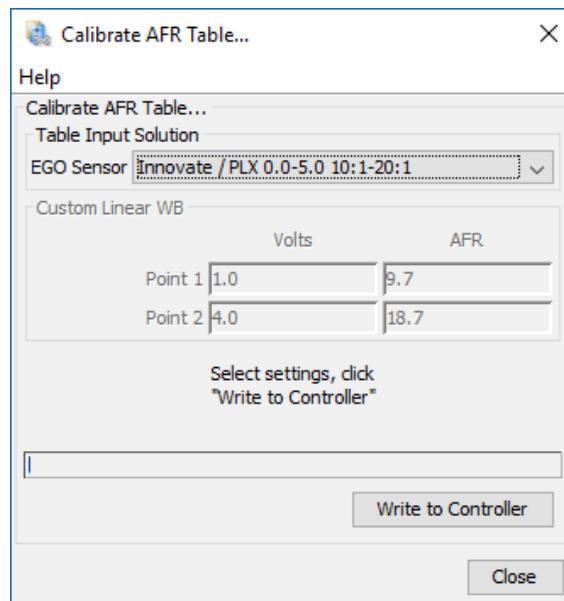 Calibrate AFR Table...
Help
Calibrate AFR Table...
Table Input Solution
EGO Sensor Innovate / PLX 0.0-5.0 10:1-20:1
Custom Linear WB
Volts AFR
Point 1 1.0 9.7
Point 2 4.0 18.7
Select settings, click
"Write to Controller"
Write to Controller
Close